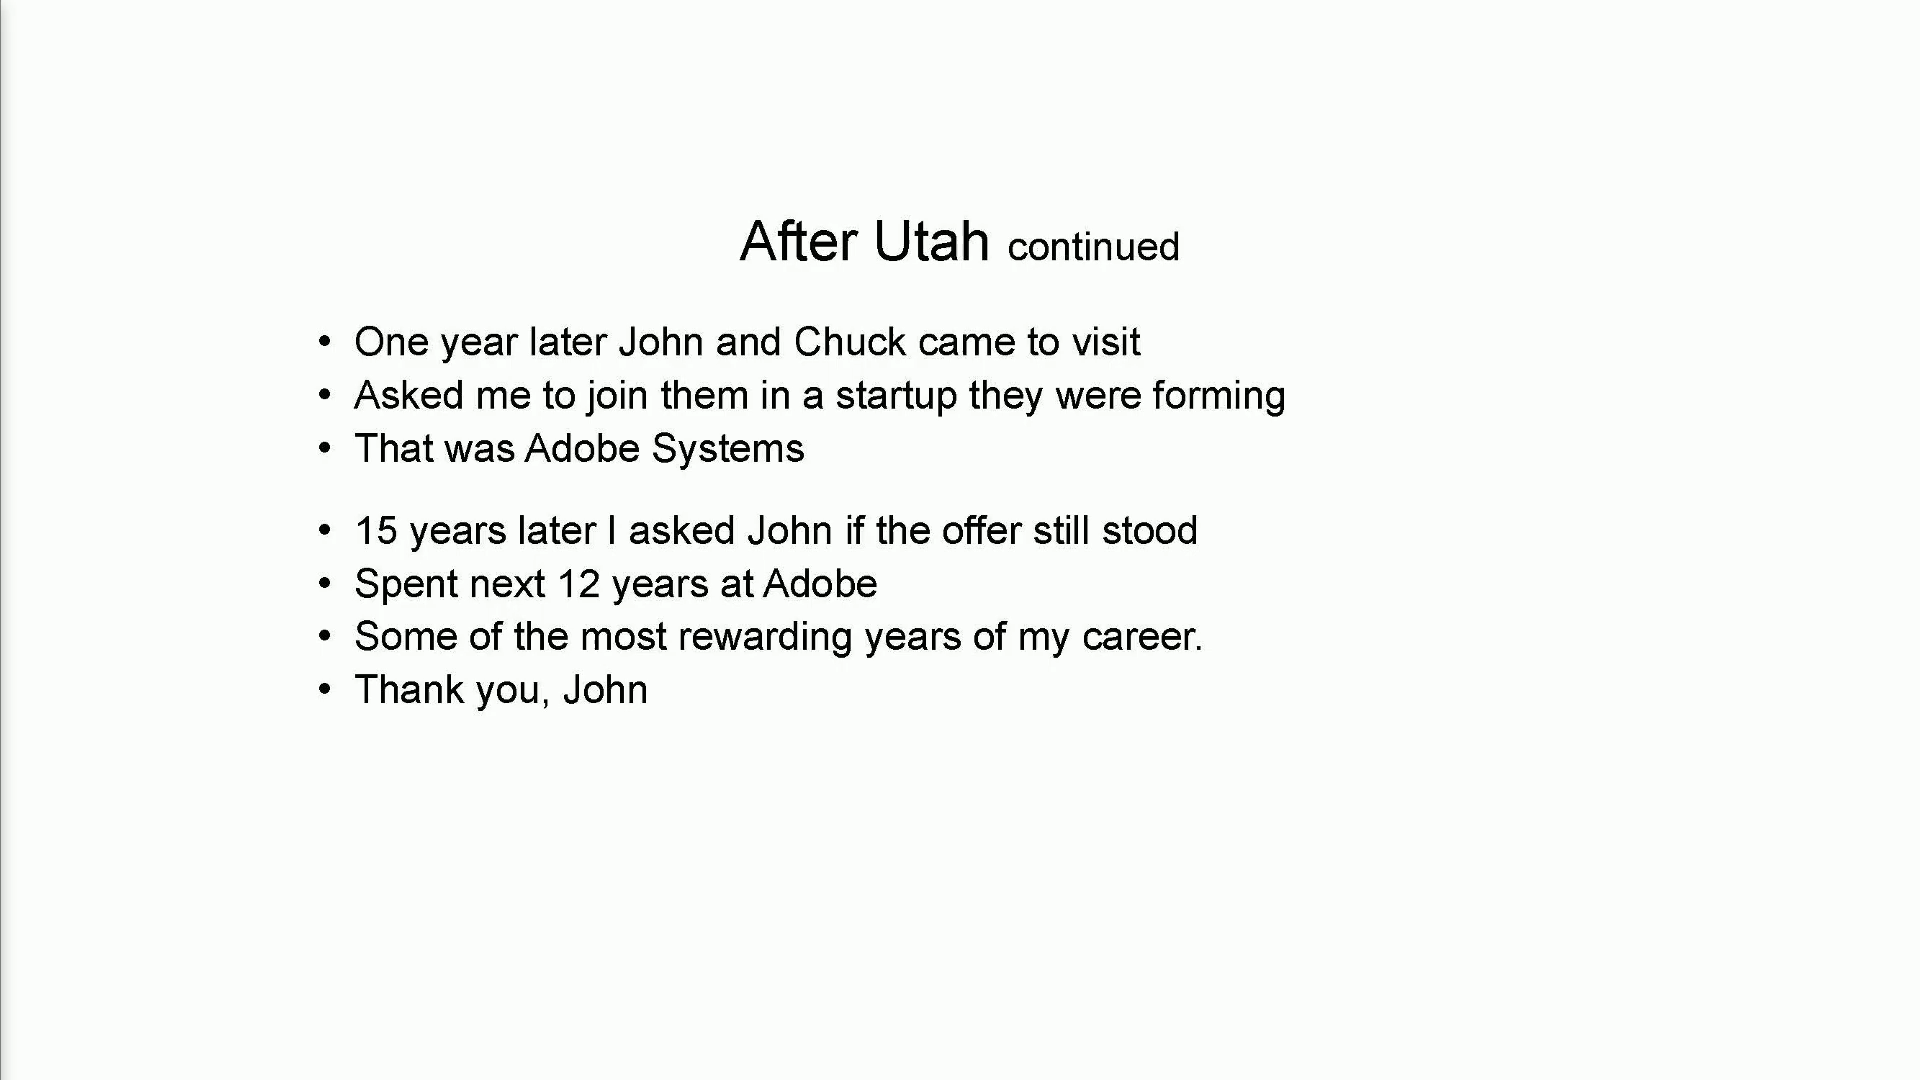 After Utah continued
• One year later John and Chuck came to visit
• Asked me to join them in a startup they were forming
• That was Adobe Systems
• 15 years later I asked John if the offer still stood
• Spent next 12 years at Adobe
• Some of the most rewarding years of my career.
• Thank you, John